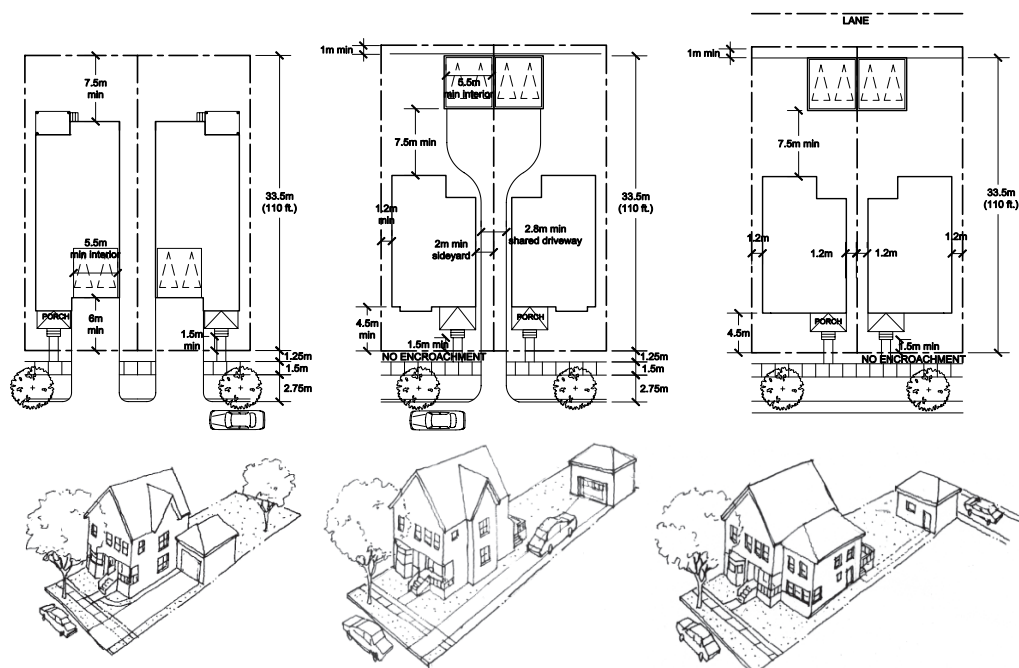 7.5m
min
5.5m
min interior
PORCH
6m
min
1.5m
min
33.5m
(110 ft.)
1.25m
1.5m
2.75m
1m min
5.5m
min interior
7.5m min
1.2m
min
2m min
sideyard
2.8m min
shared driveway
33.5m
(110 ft.)
4.5m
min
PORCH
1.5m min
NO ENCROACHMENT
1.25m
1.5m
2.75m
LANE
1m min
7.5m min
33.5m
(110 ft.)
1.2m
1.2m
1.2m
1.2m
4.5m
PORCH
1.5m min
NO ENCROACHMENT